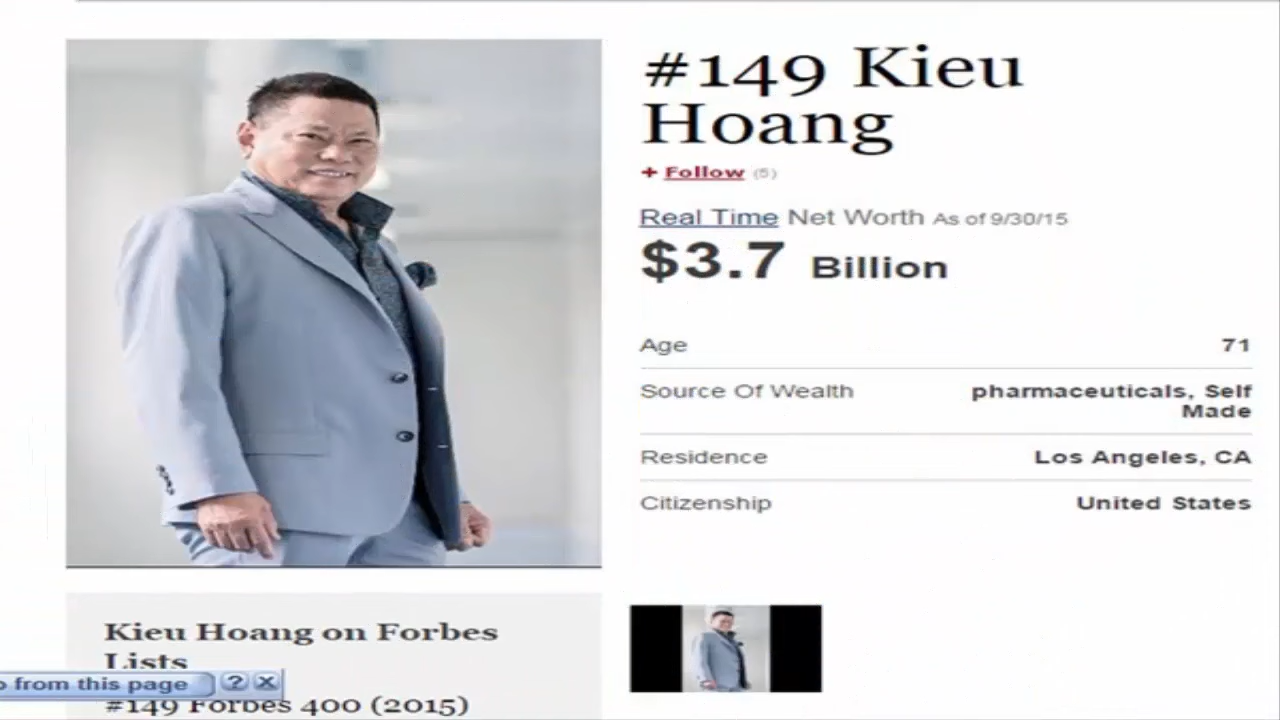 #149 Kieu
Hoang
+ Follow (5)
Real Time Net Worth As of 9/30/15
$3.7 Billion
Age 71
Source Of Wealth pharmaceuticals, Self
Made
Residence Los Angeles, CA
Citizenship United States
Kieu Hoang on Forbes
Lists
from this page ? X
#149 Forbes 400 (2015)